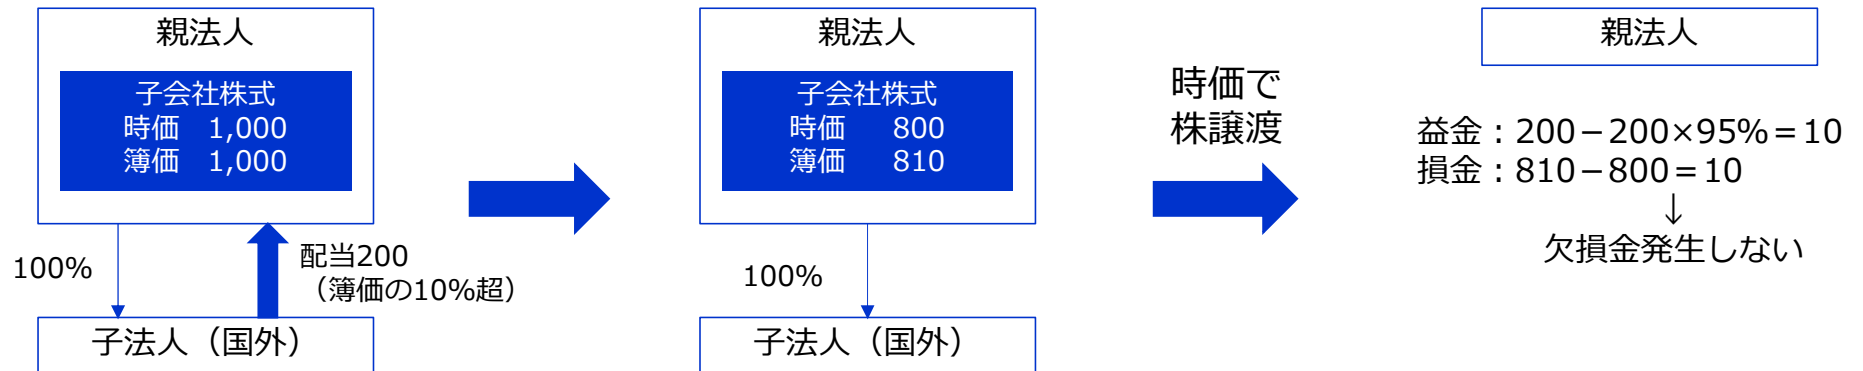 親法人
子会社株式
時価 1,000
簿価 1,000
100%
配当200
（簿価の10%超）
子法人（国外）
親法人
子会社株式
時価 800
簿価 810
100%
子法人（国外）
時価で
株譲渡
親法人
益金：200－200×95%＝10
損金：810－800＝10
↓
欠損金発生しない